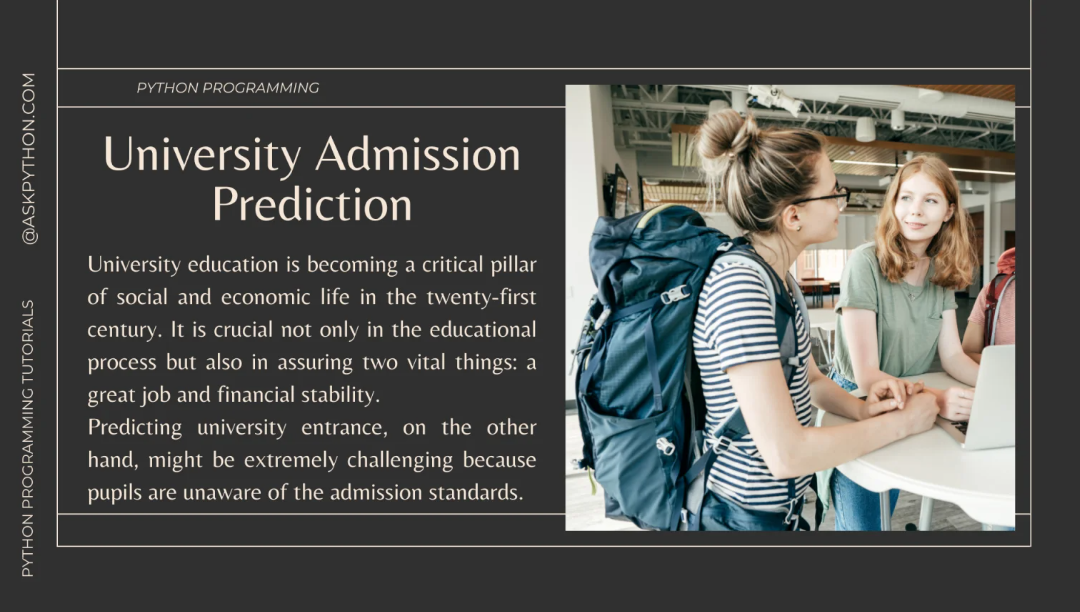 PYTHON PROGRAMMING
University Admission
Prediction
University education is becoming a critical pillar
of social and economic life in the twenty-first
century. It is crucial not only in the educational
process but also in assuring two vital things: a
great job and financial stability.
Predicting university entrance, on the other
hand, might be extremely challenging because
pupils are unaware of the admission standards.
PYTHON PROGRAMMING TUTORIALS
@ASKPYTHON.COM